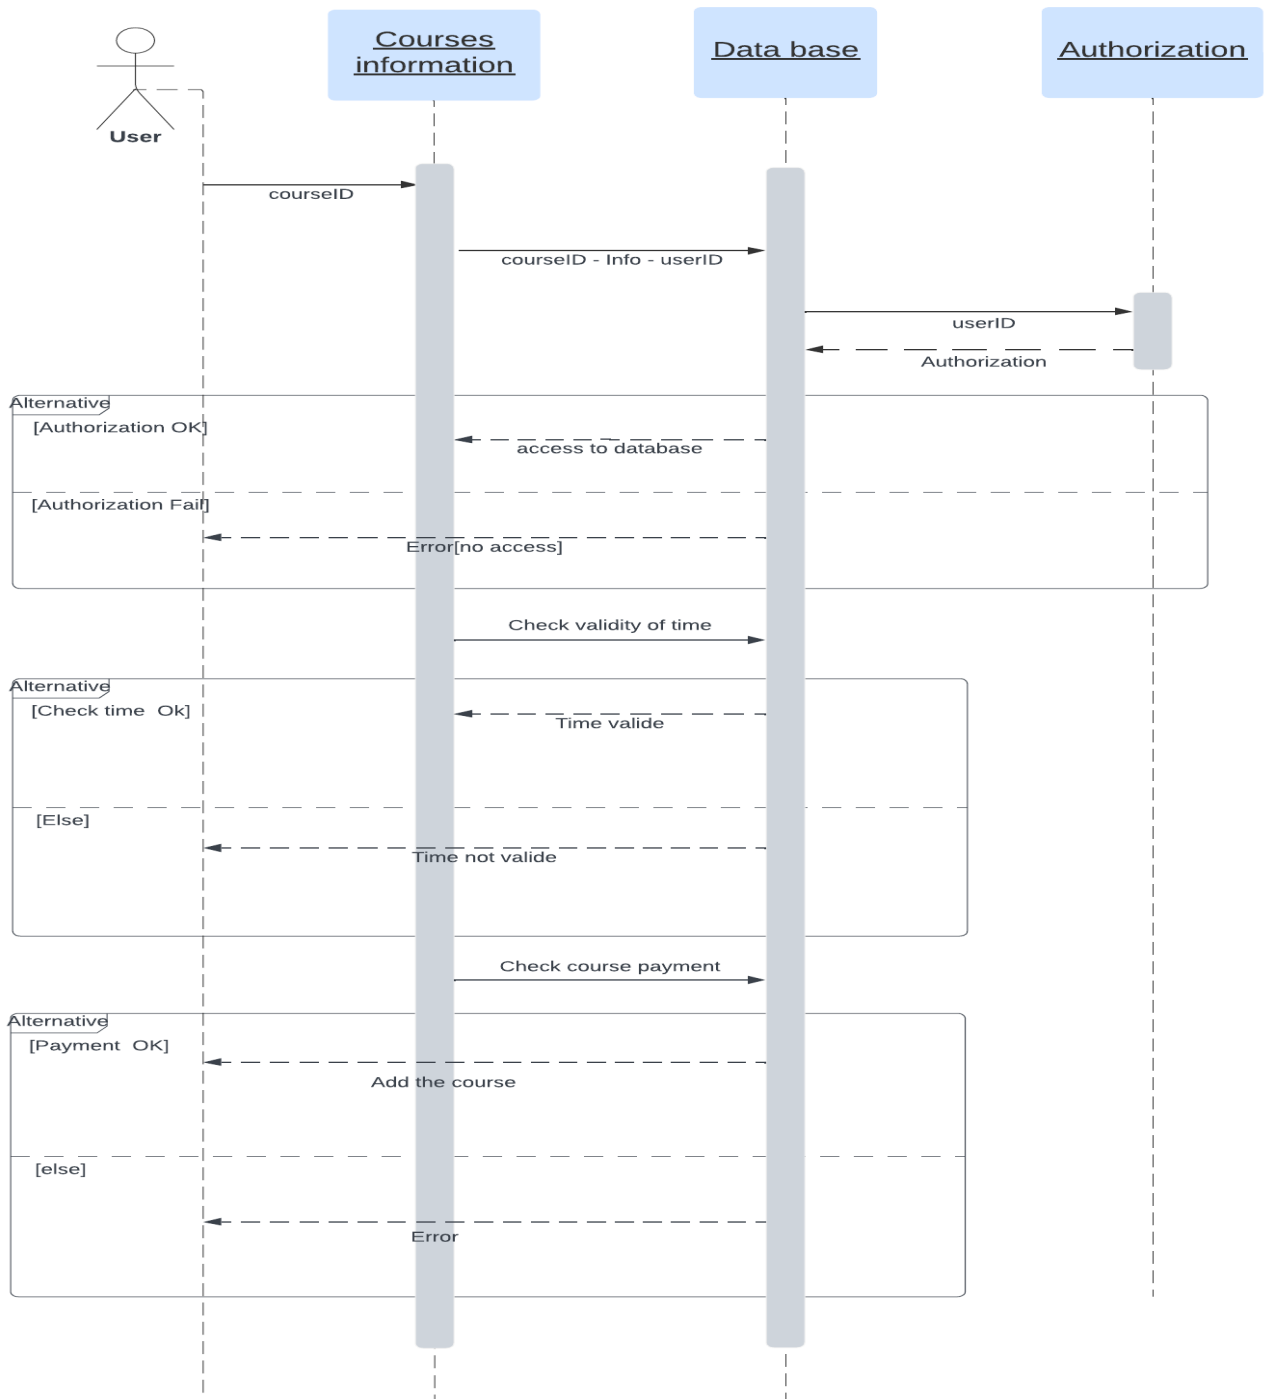 Courses
information
Data base
Authorization
User
courseID
courseID - Info - userID
userID
Authorization
Alternative
[Authorization OK]
access to database
[Authorization Fail]
Error[no access]
Check validity of time
Alternative
[Check time  Ok]
Time valide
[Else]
Time not valide
Check course payment
Alternative
[Payment  OK]
Add the course
[else]
Error